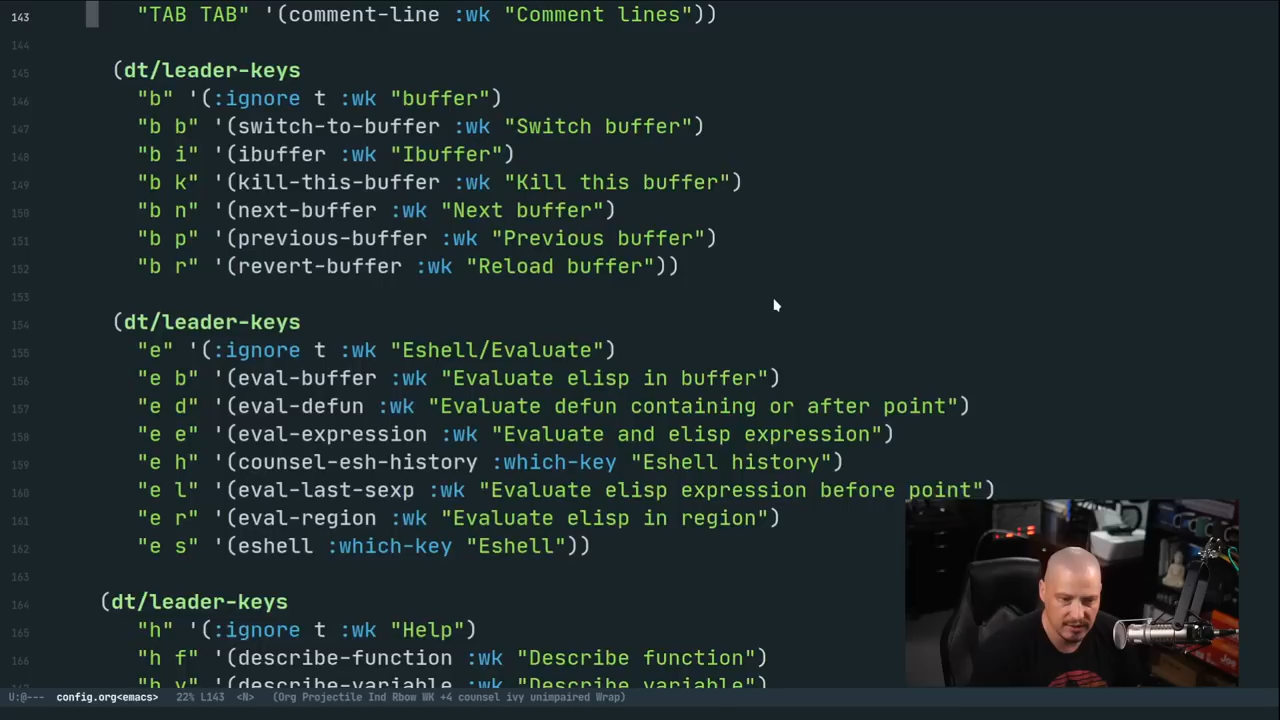 143 "TAB TAB" '(comment-line :wk "Comment lines"))
144
145 (dt/leader-keys
146 "b" '(:ignore t :wk "buffer")
147 "b b" '(switch-to-buffer :wk "Switch buffer")
148 "b i" '(ibuffer :wk "Ibuffer")
149 "b k" '(kill-this-buffer :wk "Kill this buffer")
150 "b n" '(next-buffer :wk "Next buffer")
151 "b p" '(previous-buffer :wk "Previous buffer")
152 "b r" '(revert-buffer :wk "Reload buffer"))
153
154 (dt/leader-keys
155 "e" '(:ignore t :wk "Eshell/Evaluate")
156 "e b" '(eval-buffer :wk "Evaluate elisp in buffer")
157 "e d" '(eval-defun :wk "Evaluate defun containing or after point")
158 "e e" '(eval-expression :wk "Evaluate and elisp expression")
159 "e h" '(counsel-esh-history :which-key "Eshell history")
160 "e l" '(eval-last-sexp :wk "Evaluate elisp expression before point")
161 "e r" '(eval-region :wk "Evaluate elisp in region")
162 "e s" '(eshell :which-key "Eshell"))
163
164 (dt/leader-keys
165 "h" '(:ignore t :wk "Help")
166 "h f" '(describe-function :wk "Describe function")
"h v" '(describe-variable :wk "Describe variable")
U:@--- config.org<emacs> 22% L143 <N> (Org Projectile Ind Rbow WK +4 counsel ivy unimpaired Wrap)